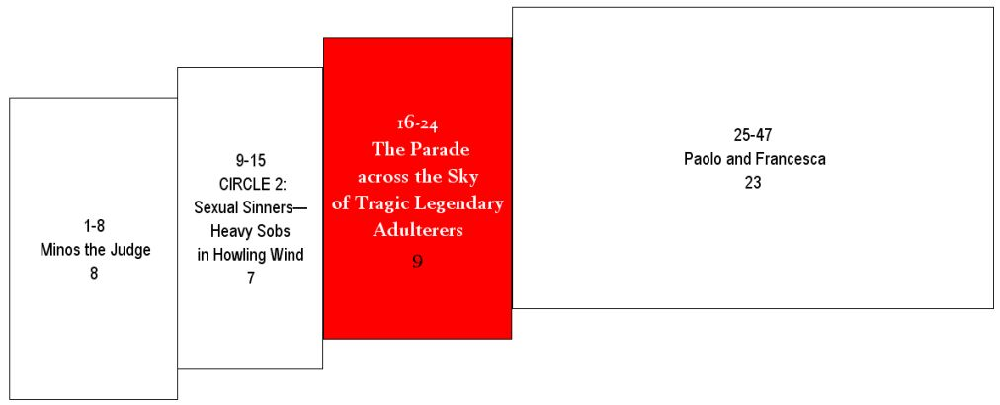 1-8
Minos the Judge
8
9-15
CIRCLE 2:
Sexual Sinners—
Heavy Sobs
in Howling Wind
7
16-24
The Parade
across the Sky
of Tragic Legendary
Adulterers
9
25-47
Paolo and Francesca
23